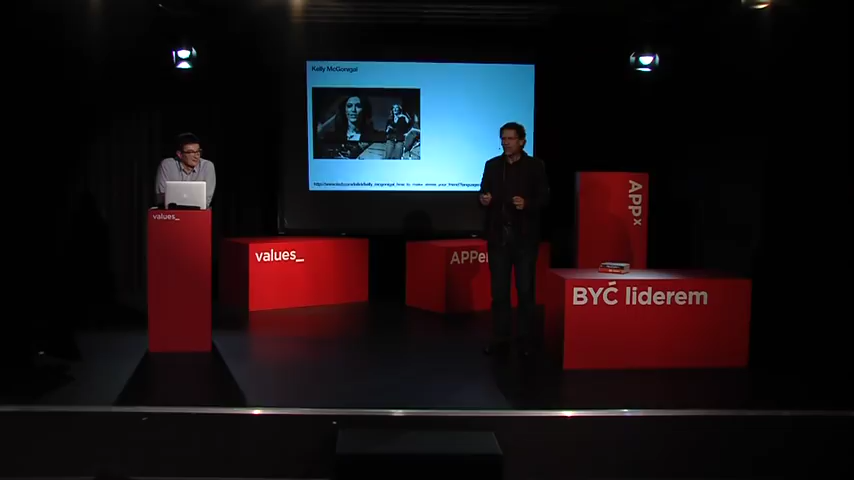 Kelly McGonigal
values_
values_
APPe
APPx
BYĆ liderem